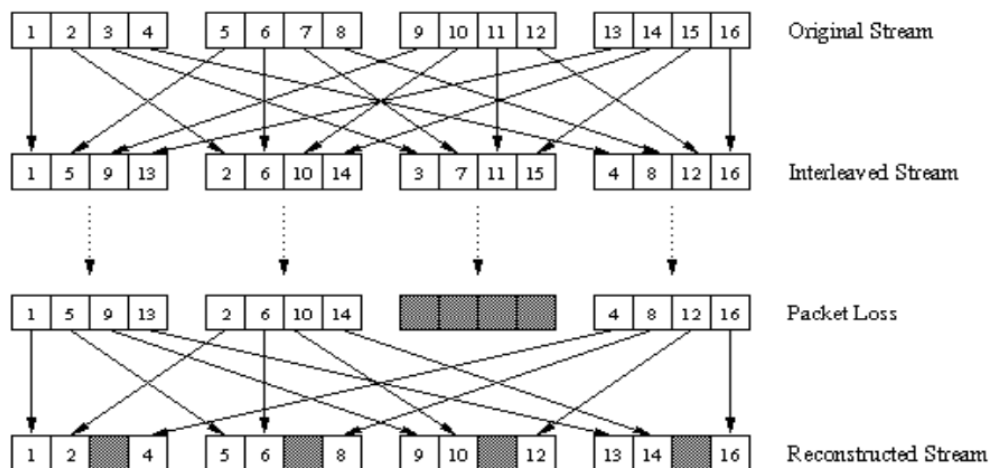 1 2 3 4 5 6 7 8 9 10 11 12 13 14 15 16 Original Stream
1 5 9 13 2 6 10 14 3 7 11 15 4 8 12 16 Interleaved Stream
1 5 9 13 2 6 10 14 4 8 12 16 Packet Loss
1 2 4 5 6 8 9 10 12 13 14 16 Reconstructed Stream